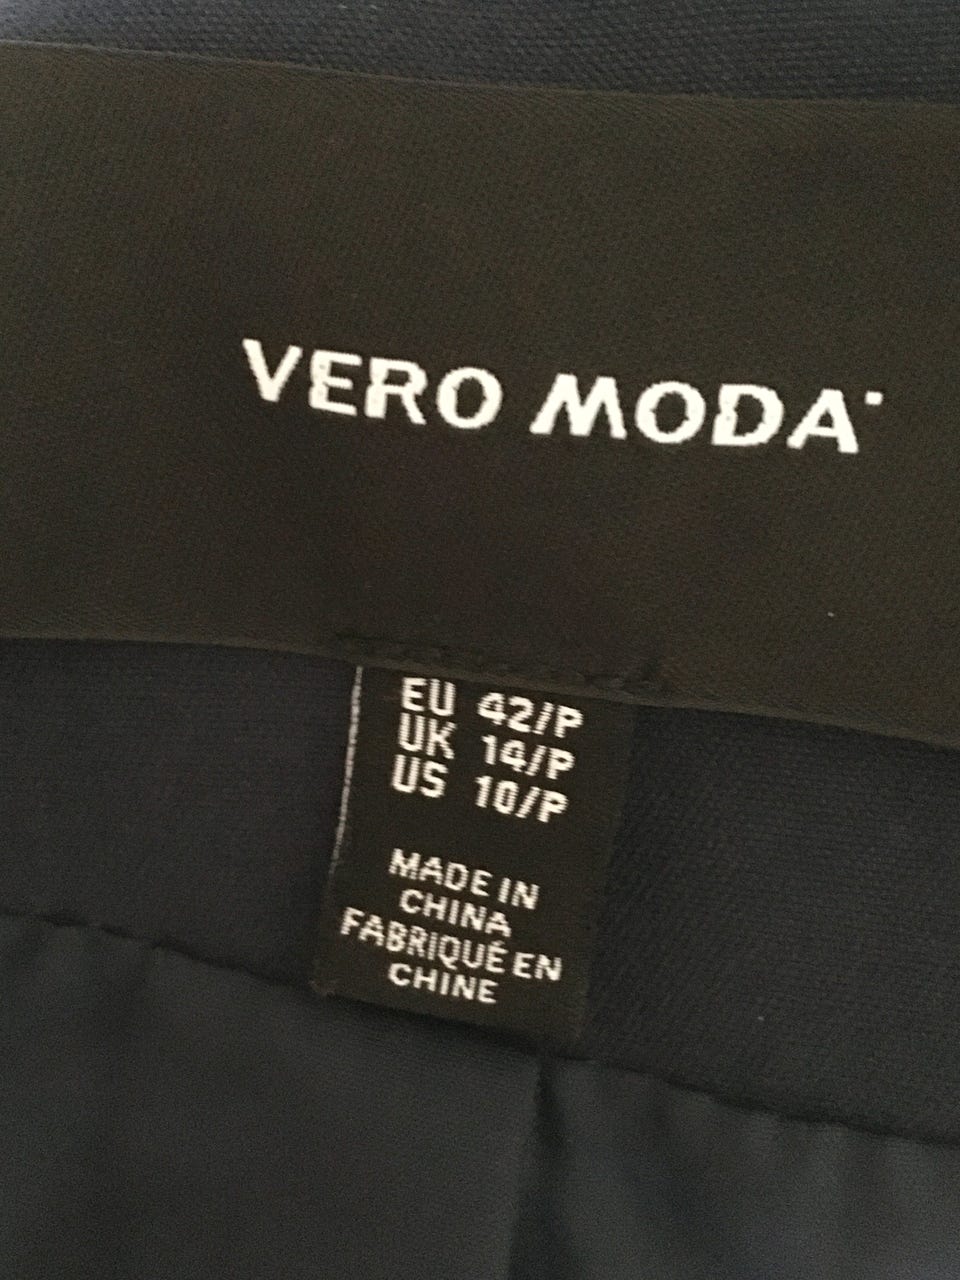 VERO MODA
EU 42/P
UK 14/P
US 10/P
MADE IN
CHINA
FABRIQUÉ EN
CHINE